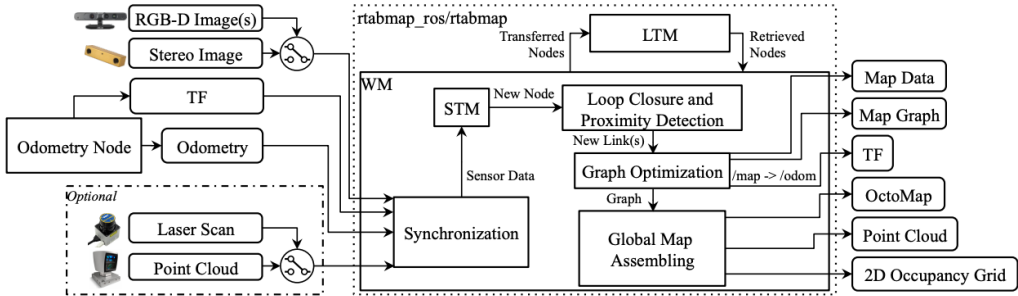 RGB-D Image(s)
Stereo Image
TF
Odometry Node
Odometry
Optional
Laser Scan
Point Cloud
rtabmap_ros/rtabmap
Transferred
Nodes
LTM
Retrieved
Nodes
WM
STM
New Node
Loop Closure and
Proximity Detection
New Link(s)
Graph Optimization
/map -> /odom
Sensor Data
Graph
Synchronization
Global Map
Assembling
Map Data
Map Graph
TF
OctoMap
Point Cloud
2D Occupancy Grid